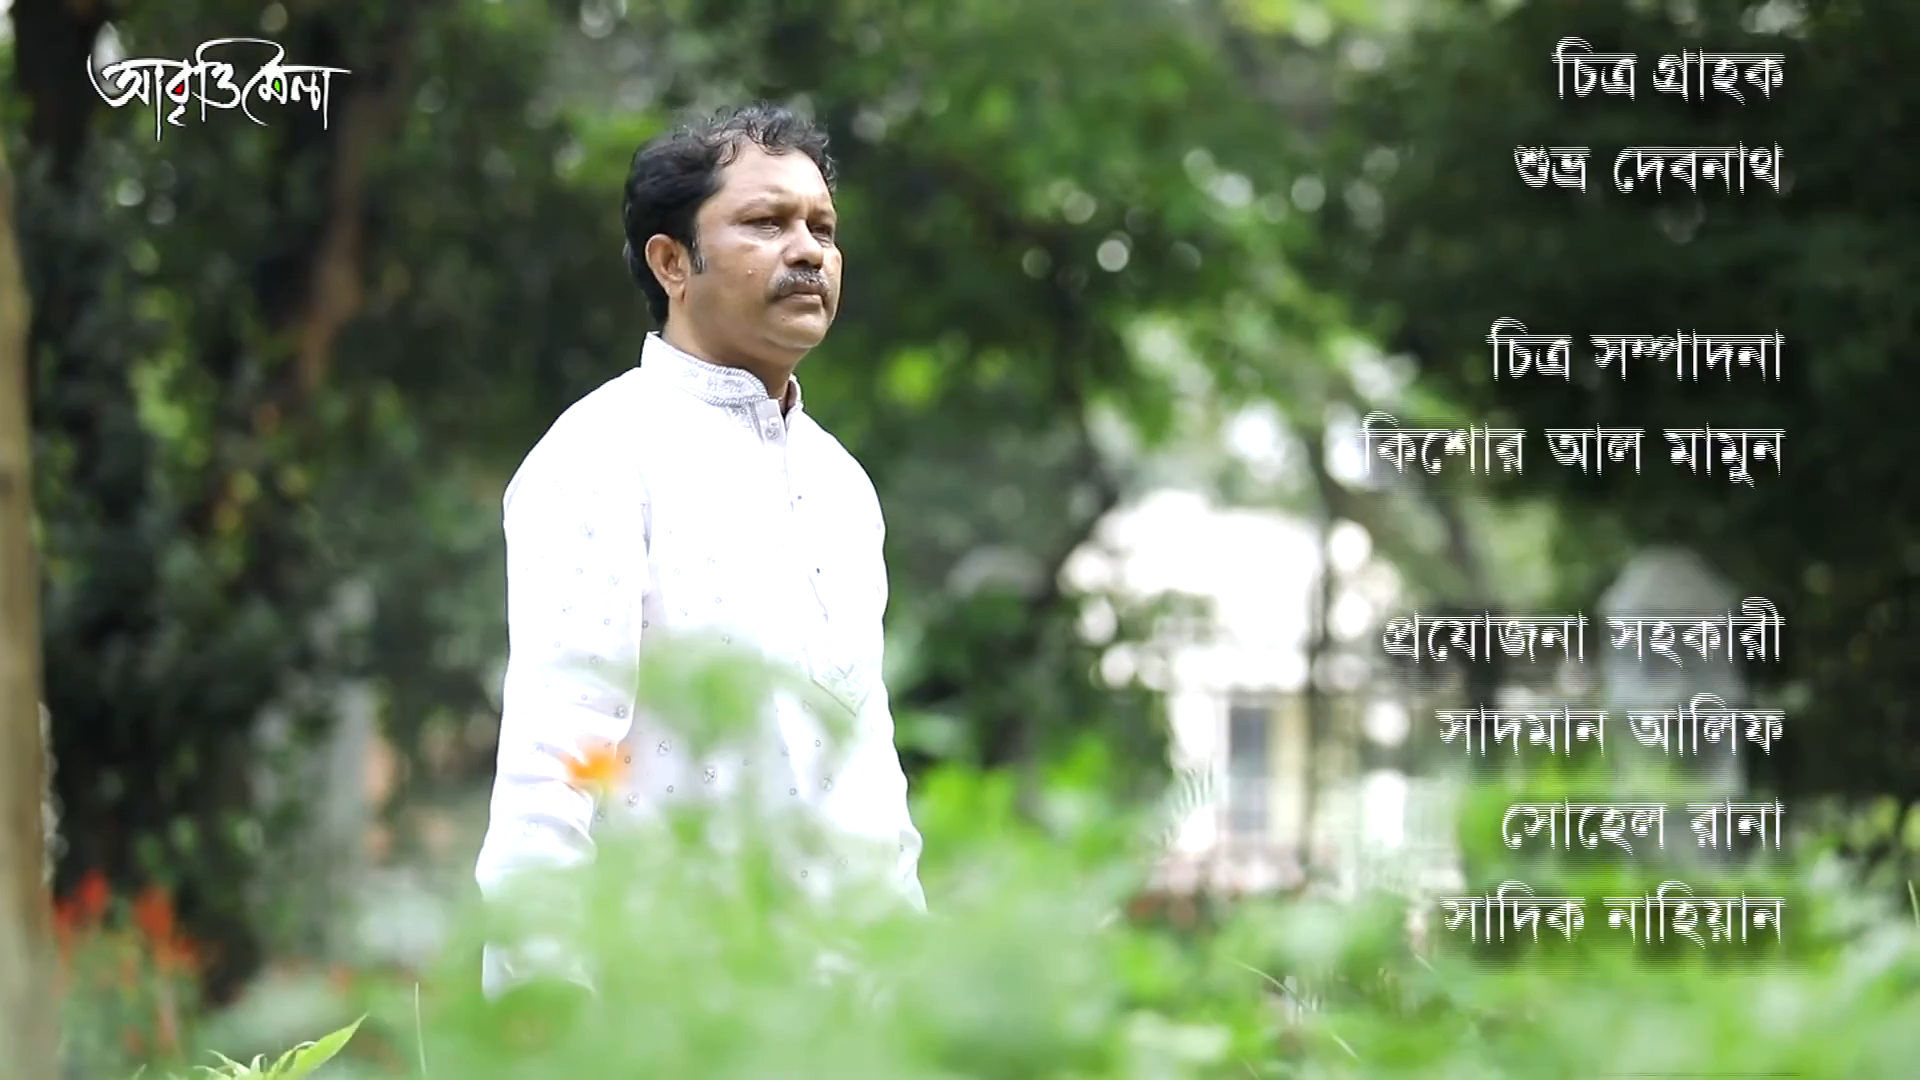 আবৃত্তিমেলা
চিত্র গ্রাহক
শুভ্র দেবনাথ
চিত্র সম্পাদনা
কিশোর আল মামুন
প্রযোজনা সহকারী
সাদমান আলিফ
সোহেল রানা
সাদিক নাহিয়ান